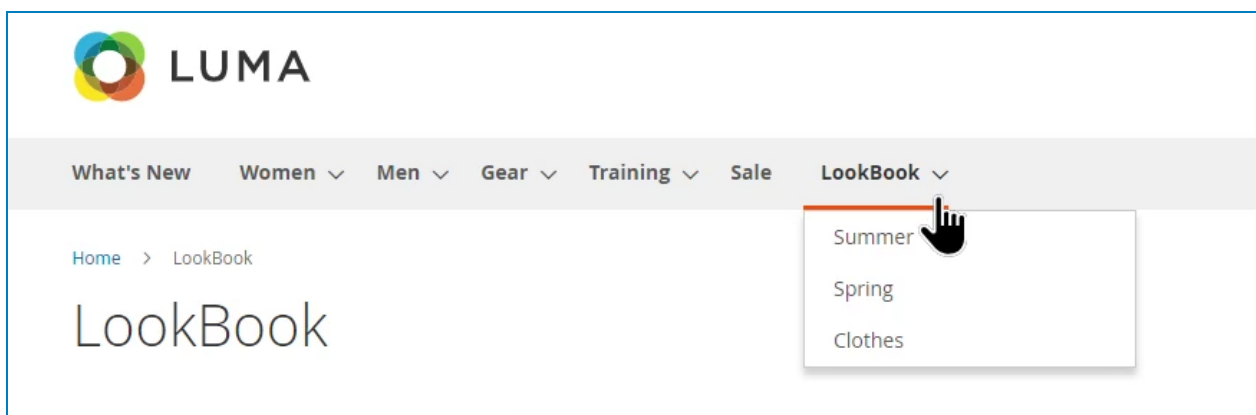 LUMA
What's New Women Men Gear Training Sale LookBook
Summer
Home > LookBook
Spring
LookBook
Clothes